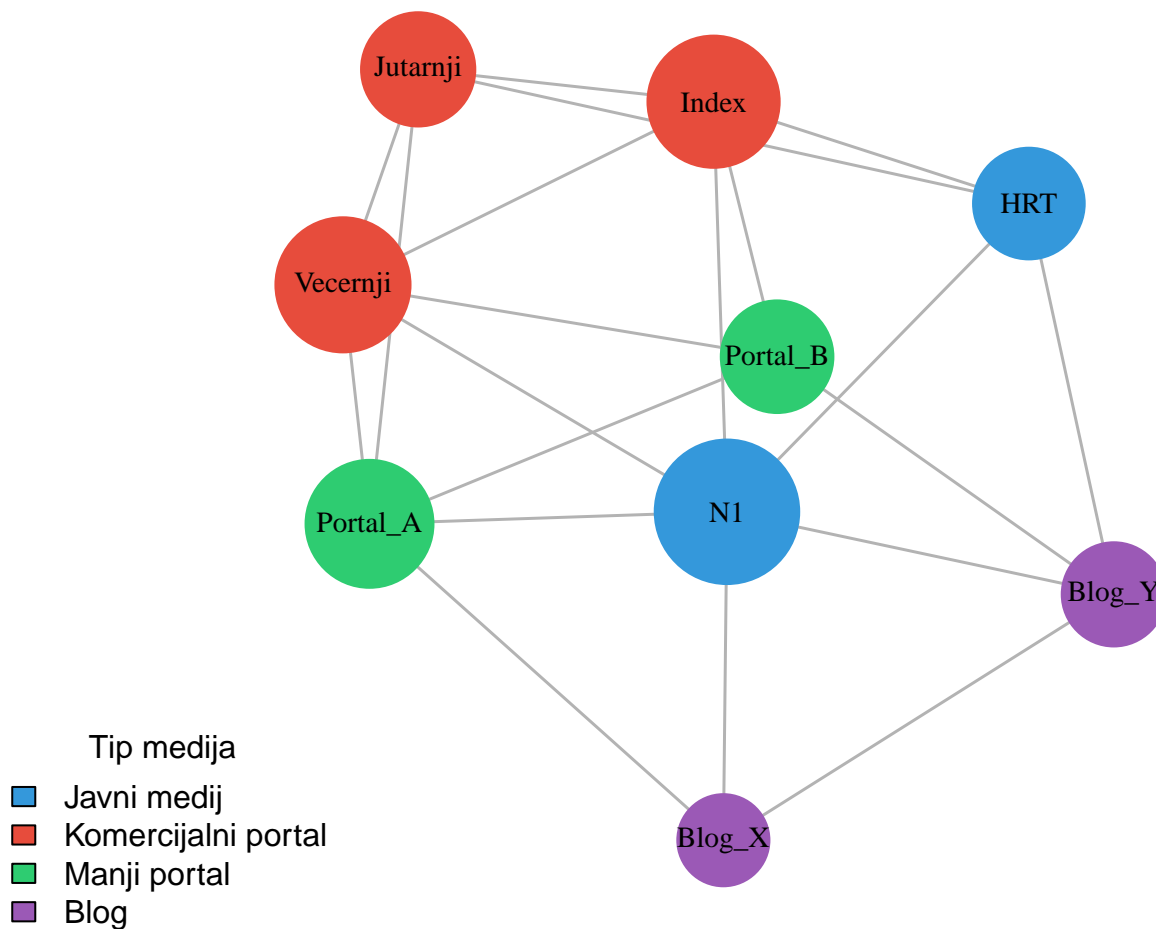 Jutarnji
Index
HRT
Vecernji
Portal_B
N1
Portal_A
Blog_Y
Blog_X
Tip medija
Javni medij
Komercijalni portal
Manji portal
Blog